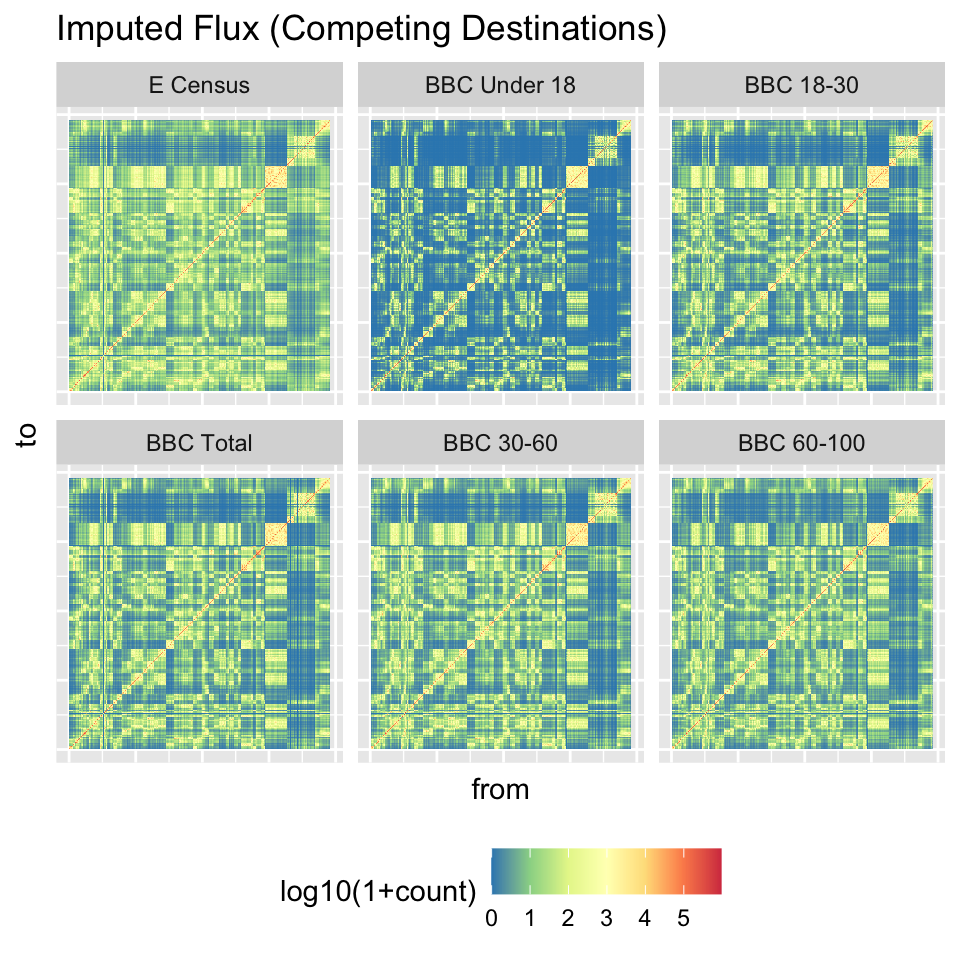 Imputed Flux (Competing Destinations)
E Census
BBC Under 18
BBC 18-30
to
BBC Total
BBC 30-60
BBC 60-100
from
log10(1+count)
0 1 2 3 4 5